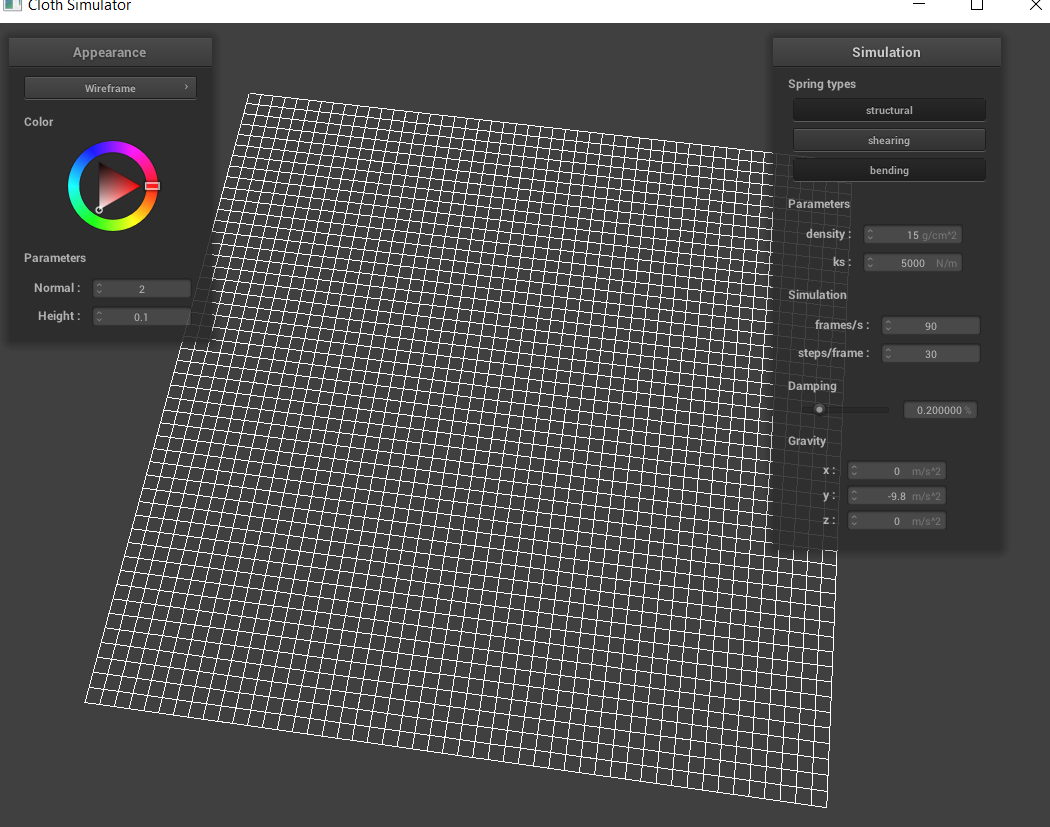 Cloth Simulator
Appearance
Wireframe
Color
Parameters
Normal : 2
Height : 0.1
Simulation
Spring types
structural
shearing
bending
Parameters
density : 15 g/cm^2
ks : 5000 N/m
Simulation
frames/s : 90
steps/frame : 30
Damping
0.200000 %
Gravity
x : 0 m/s^2
y : -9.8 m/s^2
z : 0 m/s^2